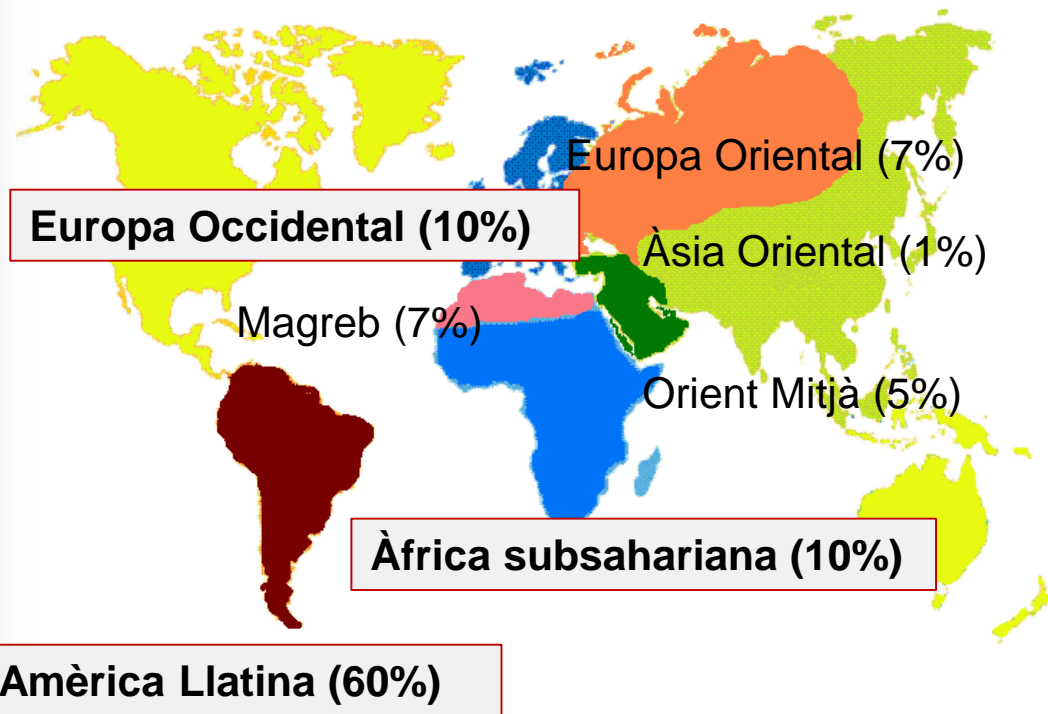 Europa Oriental (7%)
Europa Occidental (10%)
Àsia Oriental (1%)
Magreb (7%)
Orient Mitjà (5%)
Àfrica subsahariana (10%)
Amèrica Llatina (60%)